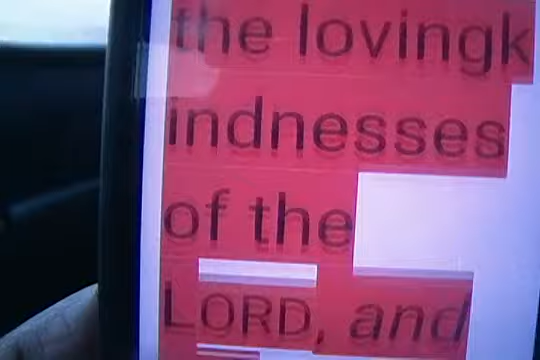 the lovingk
indnesses
of the
LORD, and